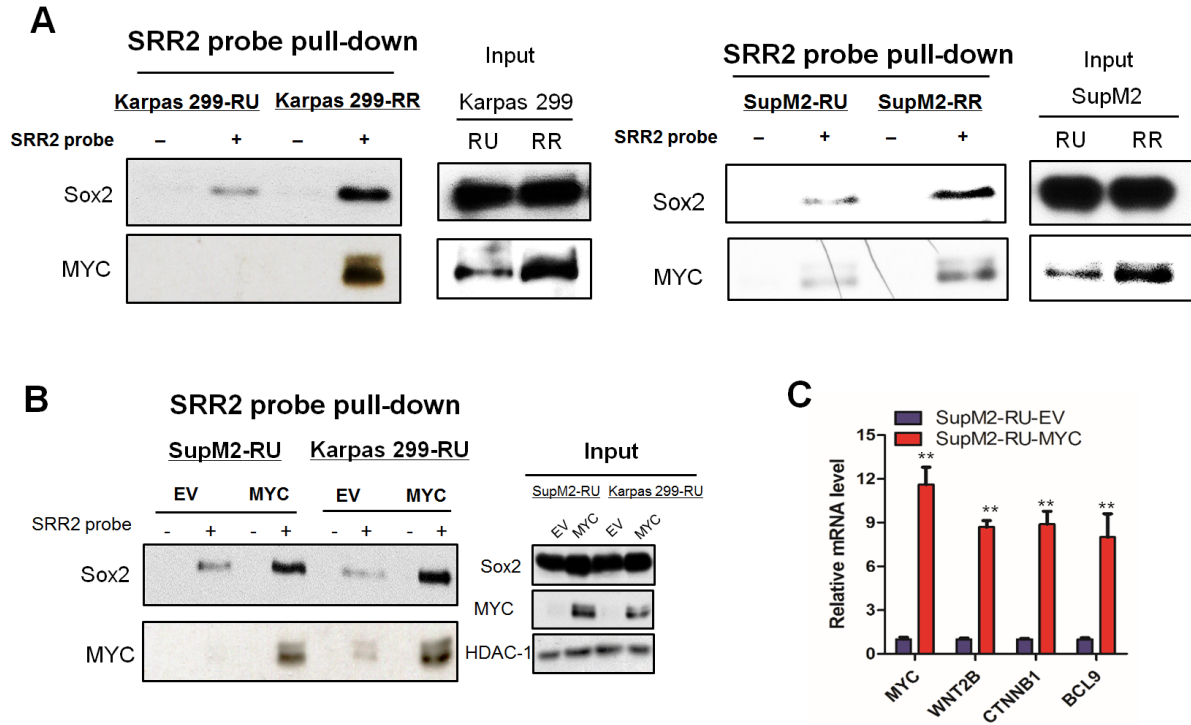 A
SRR2 probe pull-down
Karpas 299-RU Karpas 299-RR
SRR2 probe – + – +
Sox2
MYC
Input
Karpas 299
RU RR
SRR2 probe pull-down
SupM2-RU SupM2-RR
SRR2 probe – + – +
Sox2
MYC
Input
SupM2
RU RR
B
SRR2 probe pull-down
SupM2-RU Karpas 299-RU
EV MYC EV MYC
SRR2 probe - + - + - + - +
Sox2
MYC
Input
SupM2-RU Karpas 299-RU
EV MYC EV MYC
Sox2
MYC
HDAC-1
C
SupM2-RU-EV
SupM2-RU-MYC
Relative mRNA level
15
12
9
6
3
0
** ** ** **
MYC WNT2B CTNNB1 BCL9